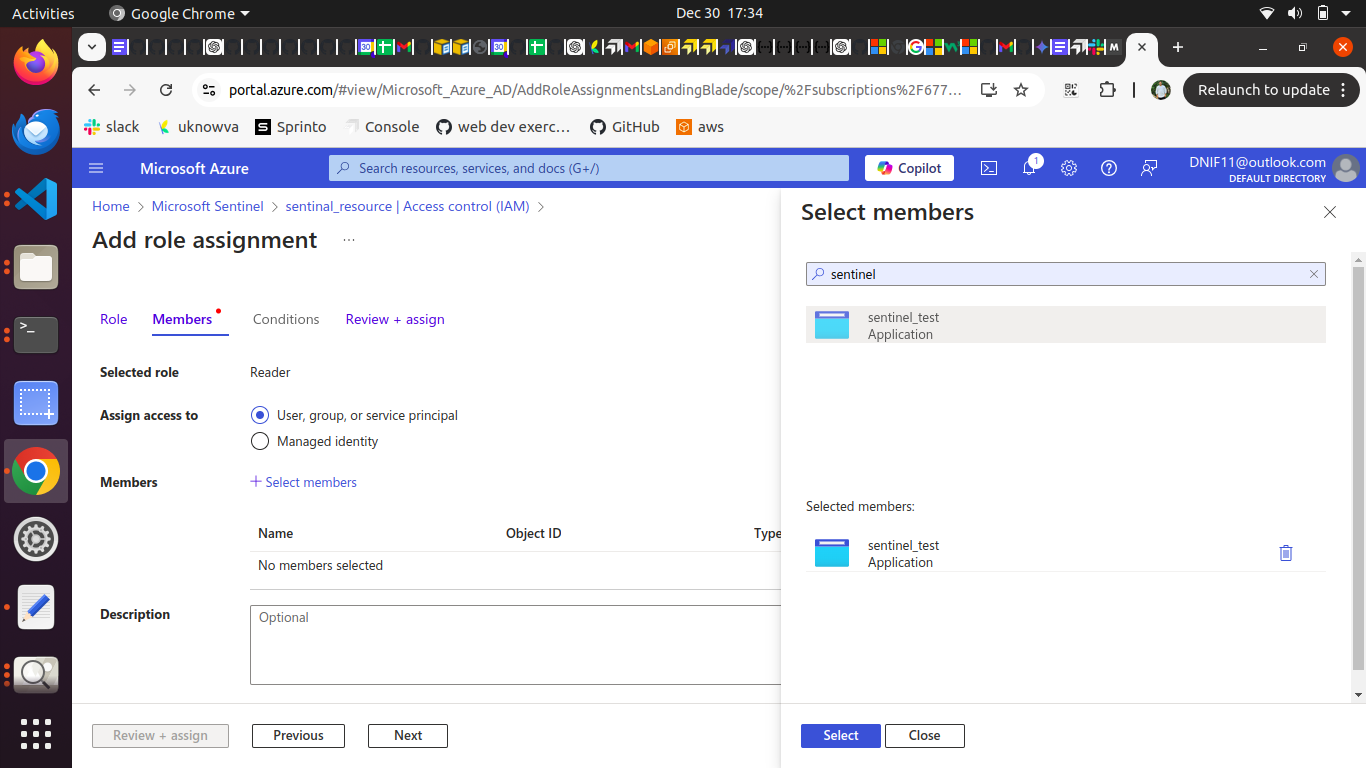 Activities
Google Chrome
Dec 30 17:34
portal.azure.com/#view/Microsoft_Azure_AD/AddRoleAssignmentsLandingBlade/scope/%2Fsubscriptions%2F677…
Relaunch to update
slack
uknowva
Sprinto
Console
web dev exerc…
GitHub
aws
Microsoft Azure
Search resources, services, and docs (G+/)
Copilot
1
DNIF11@outlook.com
DEFAULT DIRECTORY
Home > Microsoft Sentinel > sentinal_resource | Access control (IAM) >
Add role assignment
...
Role
Members
Conditions
Review + assign
Selected role
Reader
Assign access to
User, group, or service principal
Managed identity
Members
+ Select members
Name
Object ID
Type
No members selected
Description
Optional
Review + assign
Previous
Next
Select members
sentinel
sentinel_test
Application
Selected members:
sentinel_test
Application
Select
Close